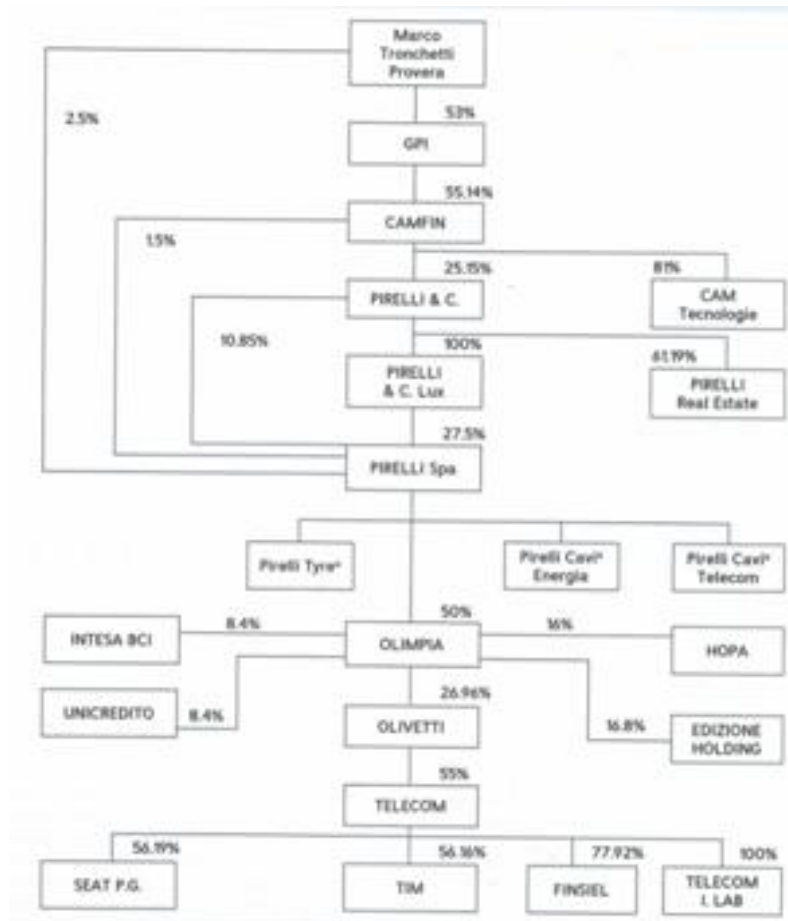 Marco
Tronchetti
Provera
2.5%
53%
GPI
55.14%
1.5%
CAMFIN
25.15%
81%
PIRELLI & C.
CAM
Tecnologie
10.85%
100%
61.19%
PIRELLI
& C. Lux
PIRELLI
Real Estate
27.5%
PIRELLI Spa
Pirelli Tyre*
Pirelli Cavi*
Energia
Pirelli Cavi*
Telecom
50%
INTESA BCI
8.4%
OLIMPIA
16%
HOPA
26.96%
UNICREDITO
8.4%
OLIVETTI
16.8%
EDIZIONE
HOLDING
55%
TELECOM
56.19%
56.16%
77.92%
100%
SEAT P.G.
TIM
FINSIEL
TELECOM
I. LAB